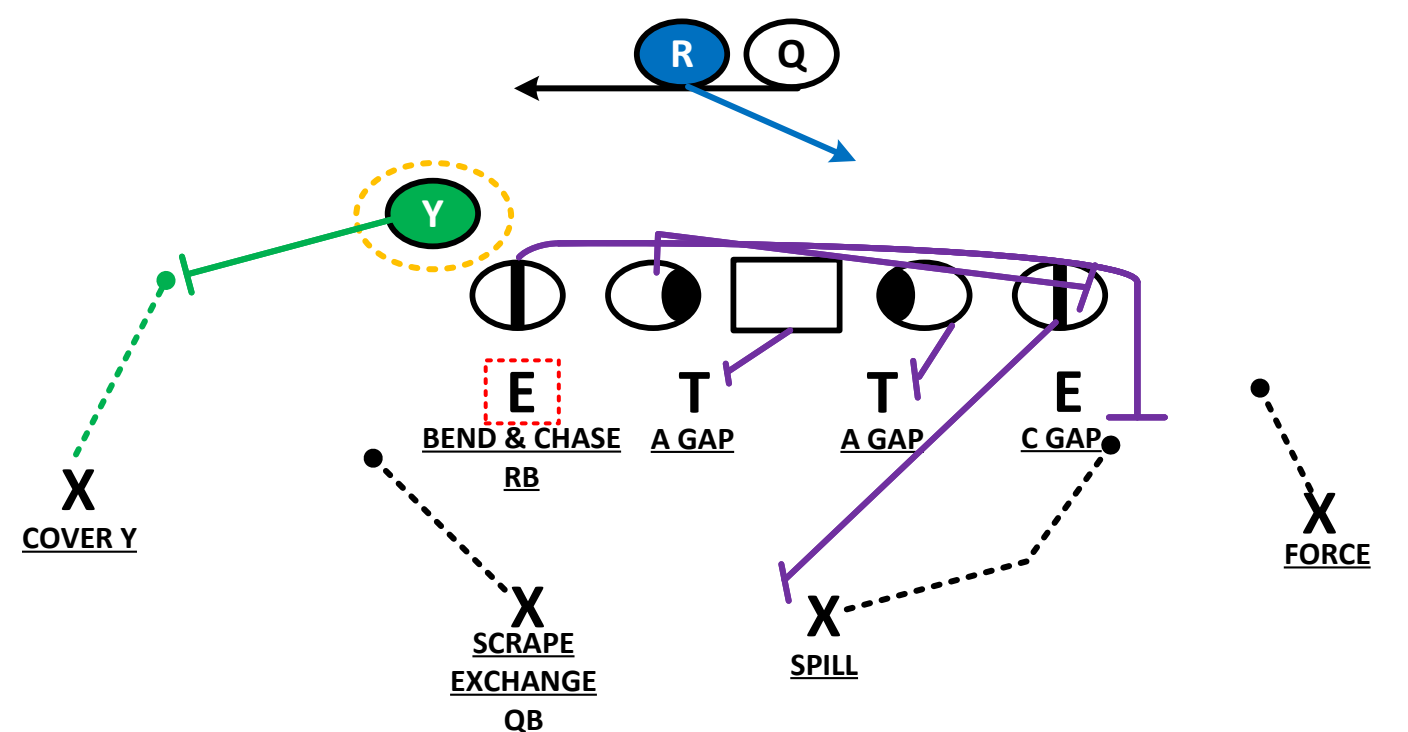 R Q
Y
E T T E
BEND & CHASE A GAP A GAP C GAP
RB
X
COVER Y
X
FORCE
X
SCRAPE
EXCHANGE
QB
X
SPILL